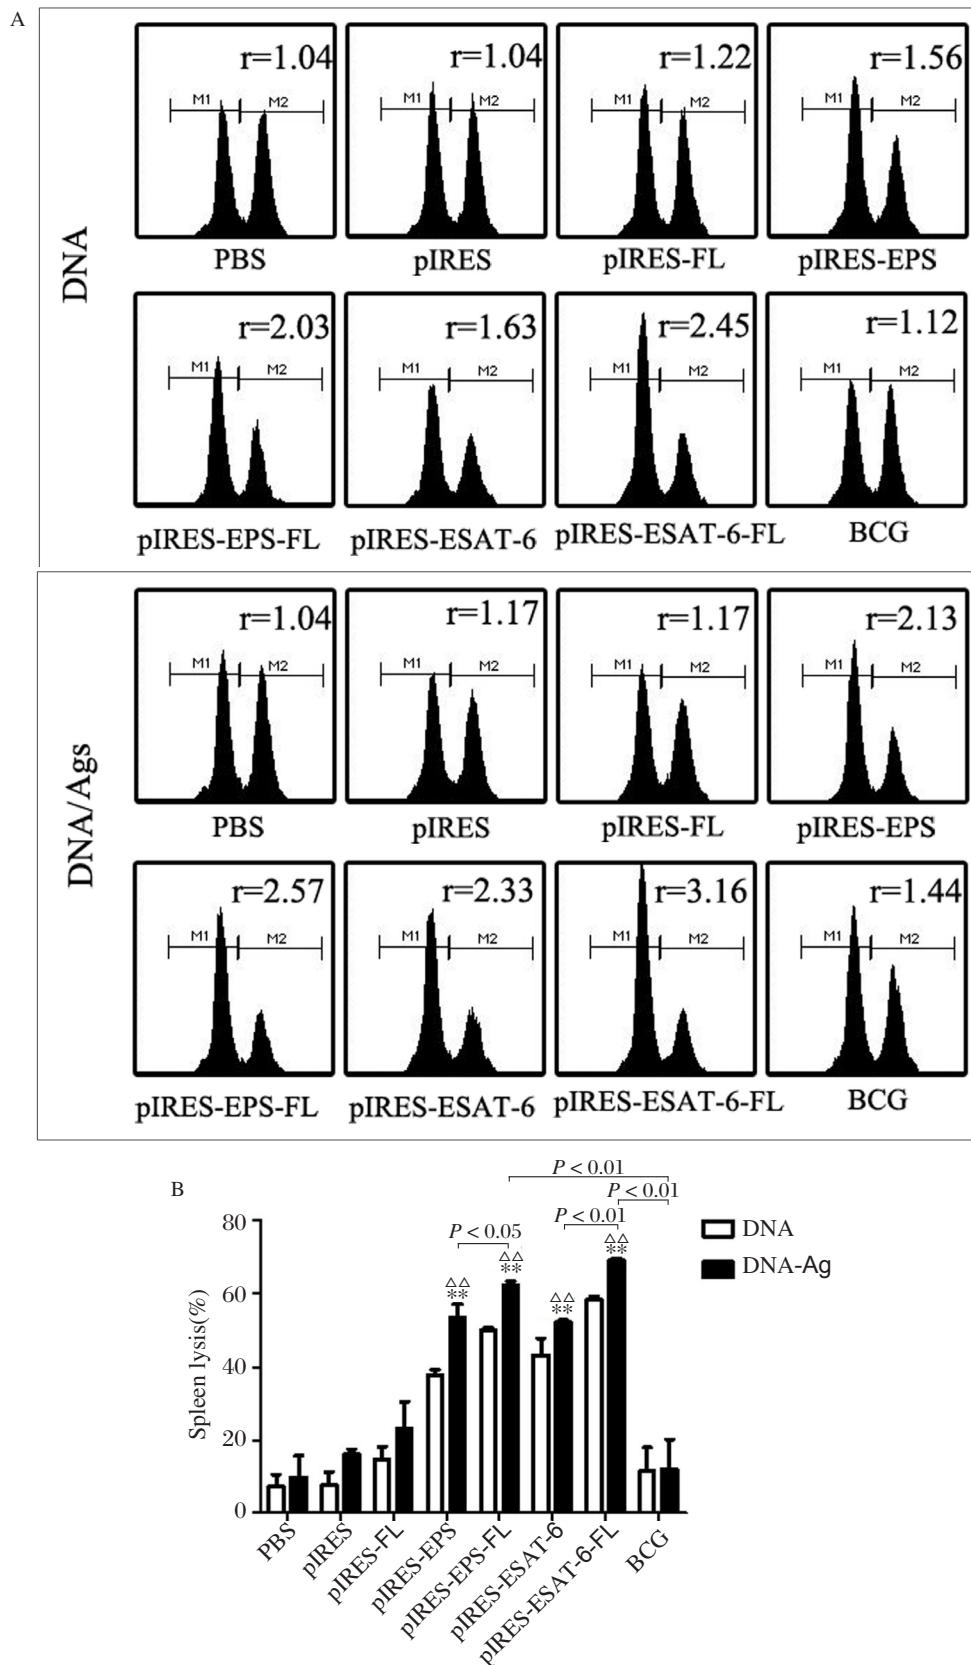 A
DNA
r=1.04
M1 M2
PBS
r=1.04
M1 M2
pIRES
r=1.22
M1 M2
pIRES-FL
r=1.56
M1 M2
pIRES-EPS
r=2.03
M1 M2
pIRES-EPS-FL
r=1.63
M1 M2
pIRES-ESAT-6
r=2.45
M1 M2
pIRES-ESAT-6-FL
r=1.12
M1 M2
BCG
DNA/Ags
r=1.04
M1 M2
PBS
r=1.17
M1 M2
pIRES
r=1.17
M1 M2
pIRES-FL
r=2.13
M1 M2
pIRES-EPS
r=2.57
M1 M2
pIRES-EPS-FL
r=2.33
M1 M2
pIRES-ESAT-6
r=3.16
M1 M2
pIRES-ESAT-6-FL
r=1.44
M1 M2
BCG
B
P < 0.01
P < 0.01
P < 0.01
P < 0.05
△△
**
△△
**
△△
**
△△
**
DNA
DNA-Ag
Spleen lysis(%)
80
60
40
20
0
PBS
pIRES
pIRES-FL
pIRES-EPS
pIRES-EPS-FL
pIRES-ESAT-6
pIRES-ESAT-6-FL
BCG